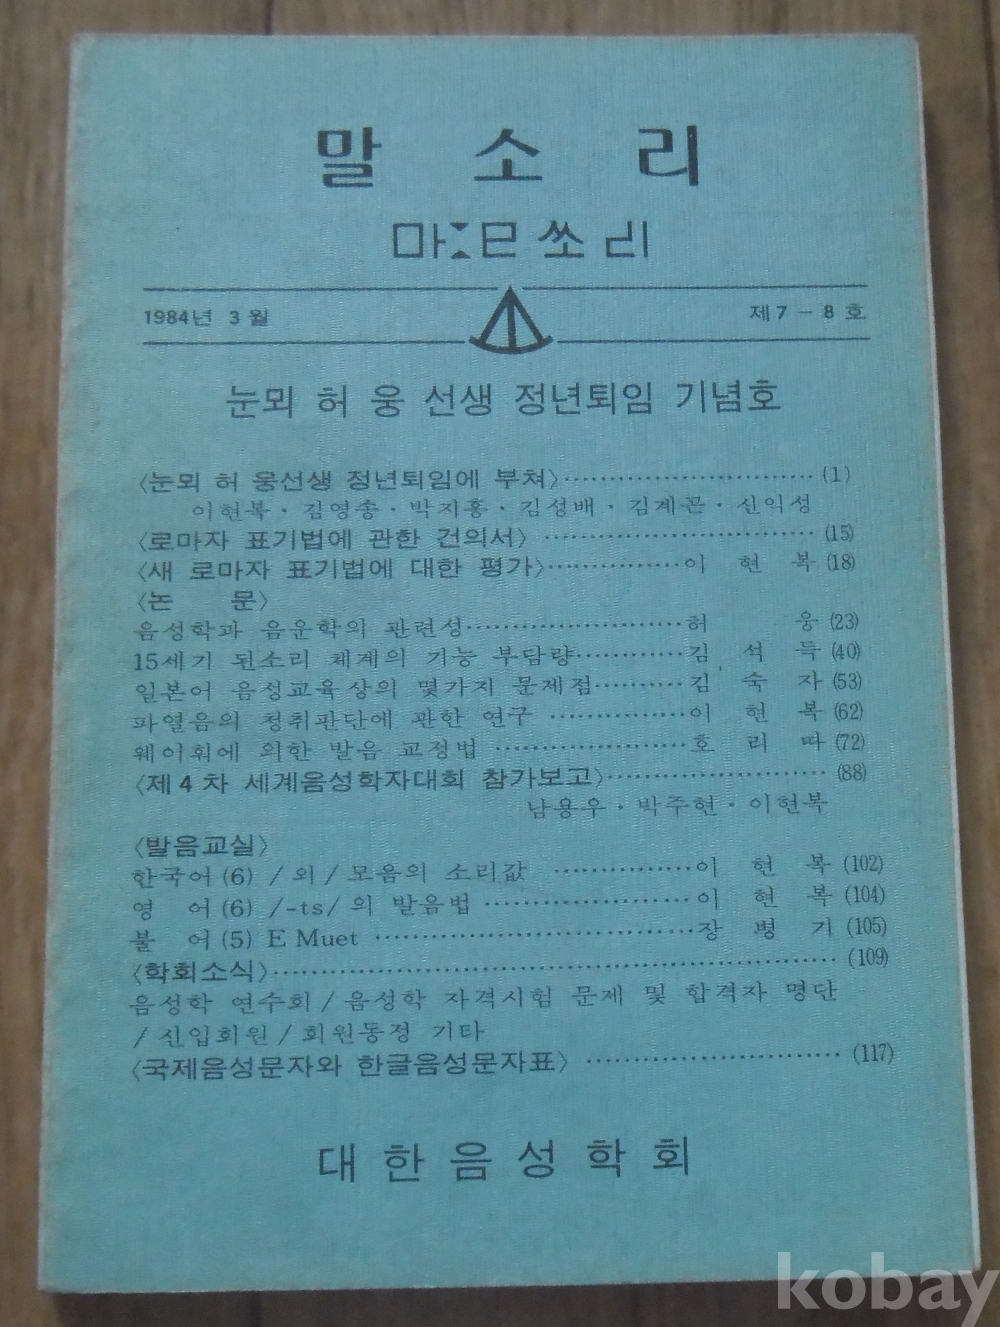 말 소 리
1984년 3월
제7-8호
눈뫼 허 웅 선생 정년퇴임 기념호
〈눈뫼 허 웅선생 정년퇴임에 부쳐〉 (1)
이현복·김영송·박지홍·김성배·김계곤·신익성
〈로마자 표기법에 관한 건의서〉 (15)
〈새 로마자 표기법에 대한 평가〉 이 현 복 (18)
〈논 문〉
음성학과 음운학의 관련성 허 웅 (23)
15세기 된소리 체계의 기능 부담량 김 석 득 (40)
일본어 음성교육상의 몇가지 문제점 김 숙 자 (53)
파열음의 청취판단에 관한 연구 이 현 복 (62)
웨이휘에 의한 발음 교정법 호 리 따 (72)
〈제4차 세계음성학자대회 참가보고〉 (88)
남용우·박주현·이현복
〈발음교실〉
한국어(6) /외/모음의 소리값 이 현 복 (102)
영 어(6) /-ts/의 발음법 이 현 복 (104)
불 어(5) E Muet 장 병 기 (105)
〈학회소식〉 (109)
음성학 연수회/음성학 자격시험 문제 및 합격자 명단
/신입회원/회원동정 기타
〈국제음성문자와 한글음성문자표〉 (117)
대한음성학회
kobay